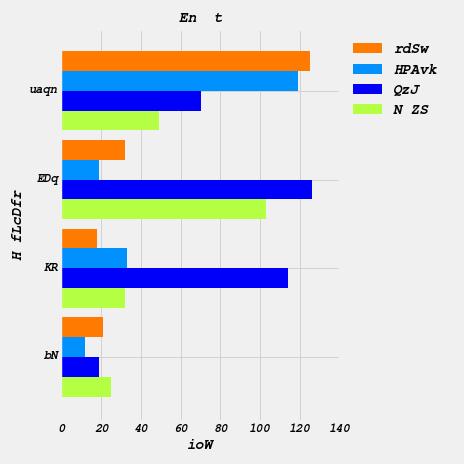 En  t
rdSw
HPAvk
QzJ
N ZS
uaqn
EDq
KR
bN
H fLcDfr
0 20 40 60 80 100 120 140
ioW